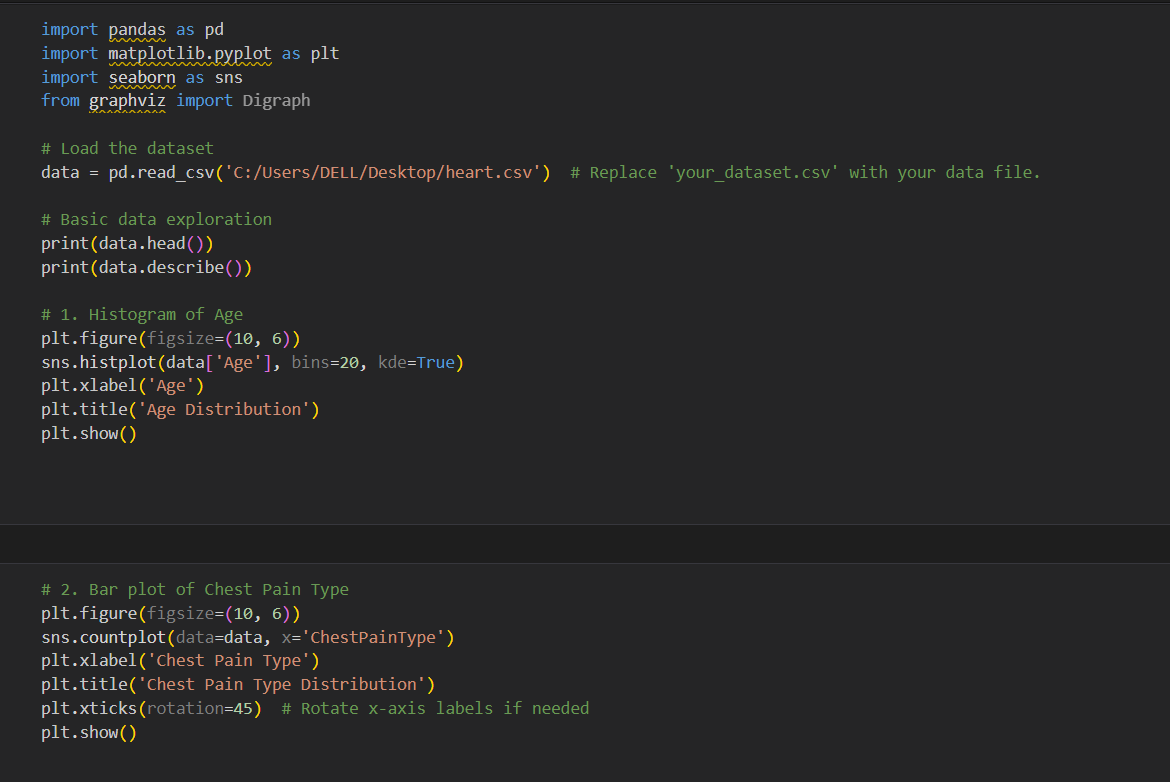 import pandas as pd
import matplotlib.pyplot as plt
import seaborn as sns
from graphviz import Digraph
# Load the dataset
data = pd.read_csv('C:/Users/DELL/Desktop/heart.csv')  # Replace 'your_dataset.csv' with your data file.
# Basic data exploration
print(data.head())
print(data.describe())
# 1. Histogram of Age
plt.figure(figsize=(10, 6))
sns.histplot(data['Age'], bins=20, kde=True)
plt.xlabel('Age')
plt.title('Age Distribution')
plt.show()
# 2. Bar plot of Chest Pain Type
plt.figure(figsize=(10, 6))
sns.countplot(data=data, x='ChestPainType')
plt.xlabel('Chest Pain Type')
plt.title('Chest Pain Type Distribution')
plt.xticks(rotation=45)  # Rotate x-axis labels if needed
plt.show()